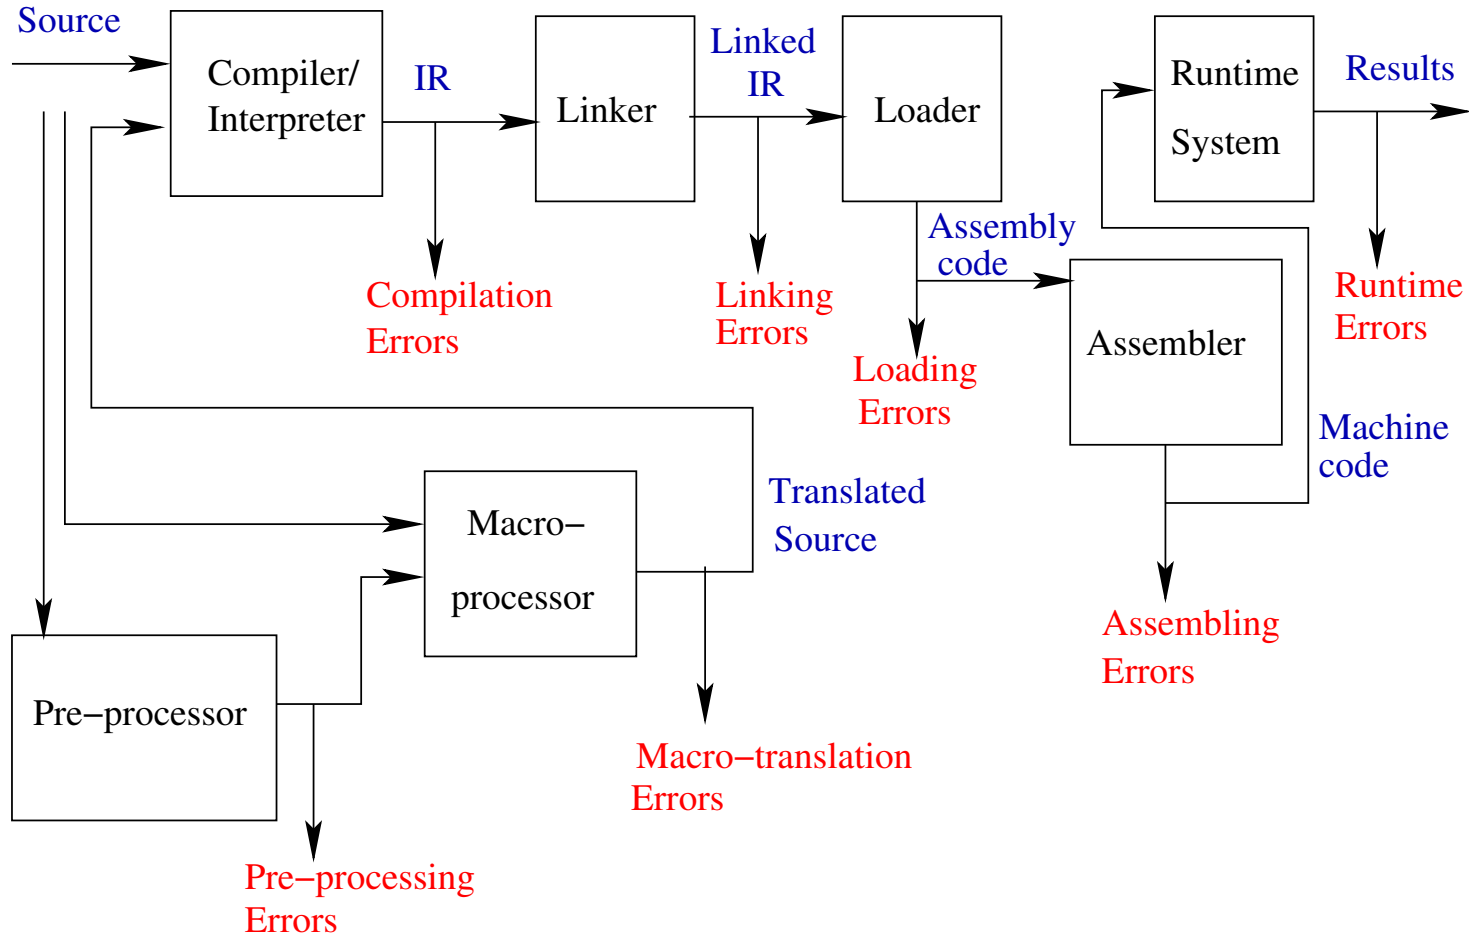 Source
Compiler/
Interpreter
IR
Linker
Linked
IR
Loader
Runtime
System
Results
Compilation
Errors
Linking
Errors
Assembly
code
Loading
Errors
Assembler
Runtime
Errors
Machine
code
Macro−
processor
Translated
Source
Assembling
Errors
Pre−processor
Macro−translation
Errors
Pre−processing
Errors